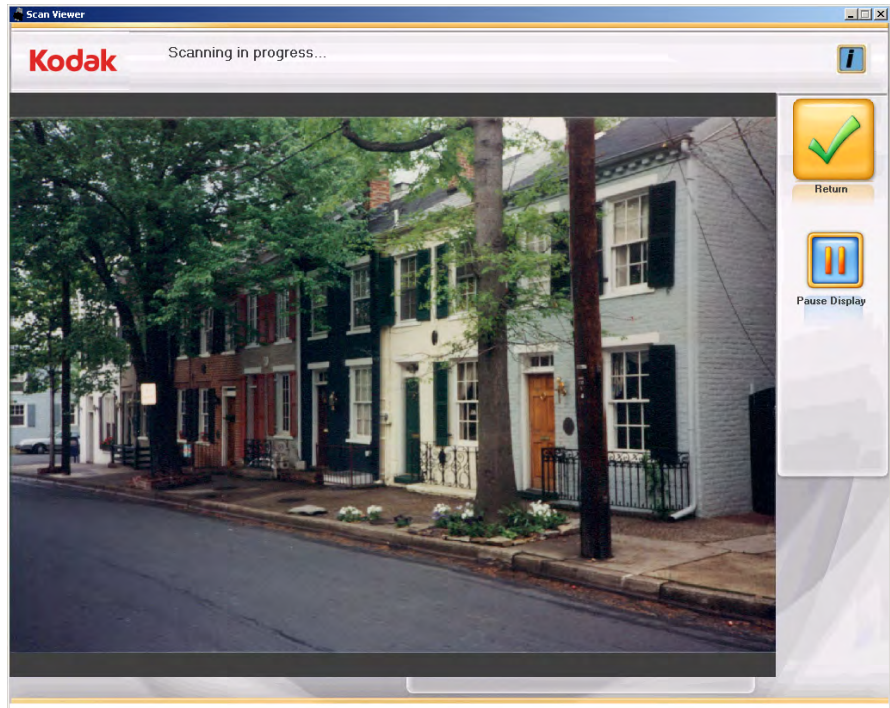 Scan Viewer
Kodak
Scanning in progress...
i
Return
Pause Display